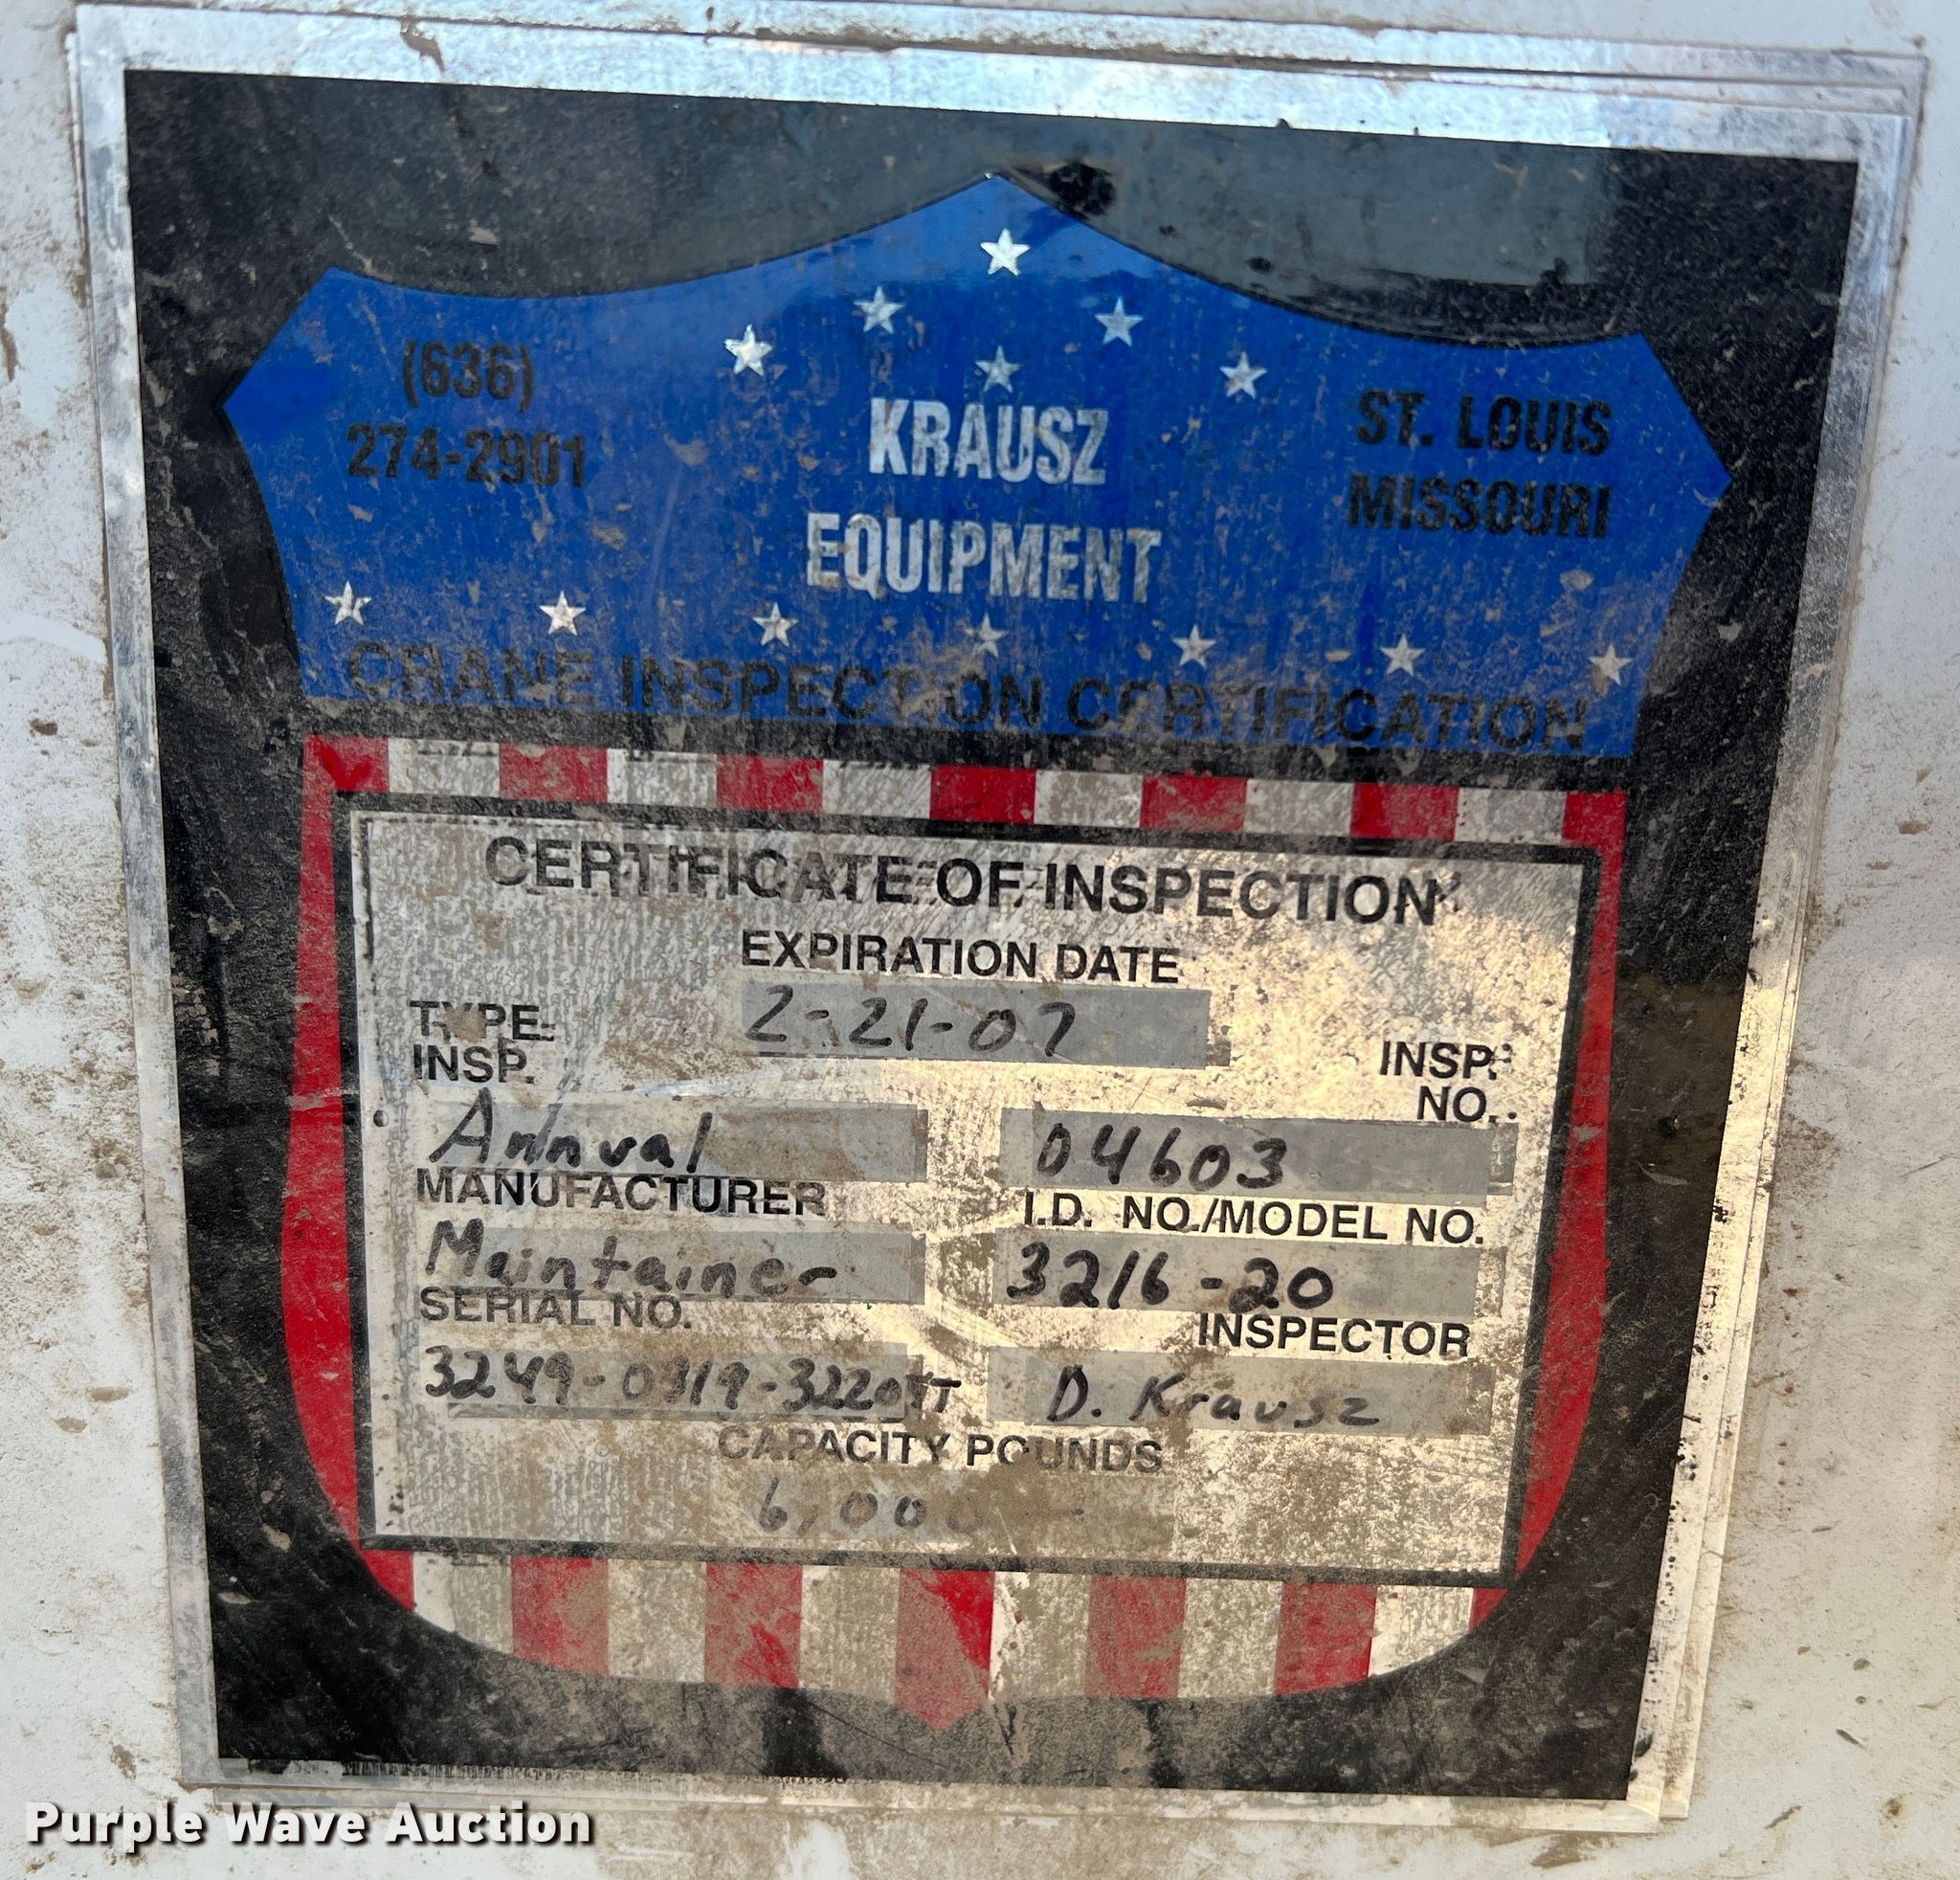 (636)
274-2901
KRAUSZ
EQUIPMENT
ST. LOUIS
MISSOURI
CRANE INSPECTION CERTIFICATION
CERTIFICATE OF INSPECTION
EXPIRATION DATE
2-21-07
TYPE
INSP.
Annual
INSP.
NO.
04603
MANUFACTURER
Maintainer
I.D. NO./MODEL NO.
3216-20
SERIAL NO.
INSPECTOR
D. Krausz
CAPACITY POUNDS
6,000
Purple Wave Auction